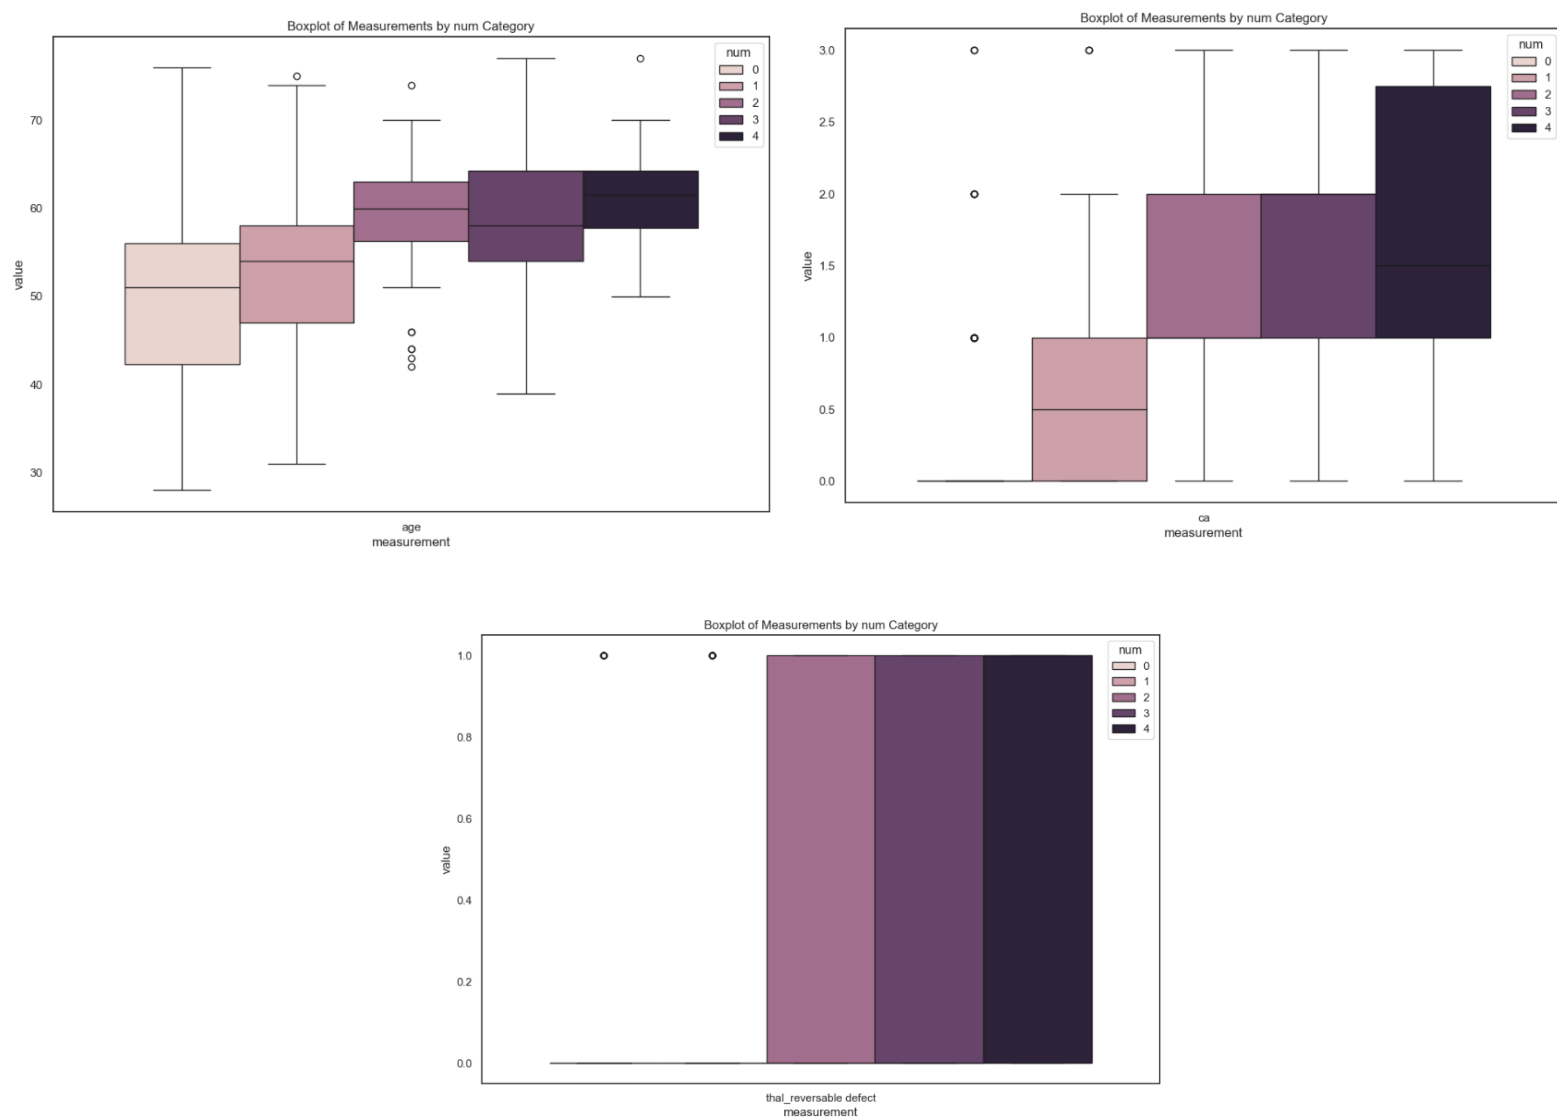 Boxplot of Measurements by num Category
num
0
1
2
3
4
70
60
50
40
30
value
age
measurement
Boxplot of Measurements by num Category
num
0
1
2
3
4
3.0
2.5
2.0
1.5
1.0
0.5
0.0
value
ca
measurement
Boxplot of Measurements by num Category
num
0
1
2
3
4
1.0
0.8
0.6
0.4
0.2
0.0
value
thal_reversable defect
measurement